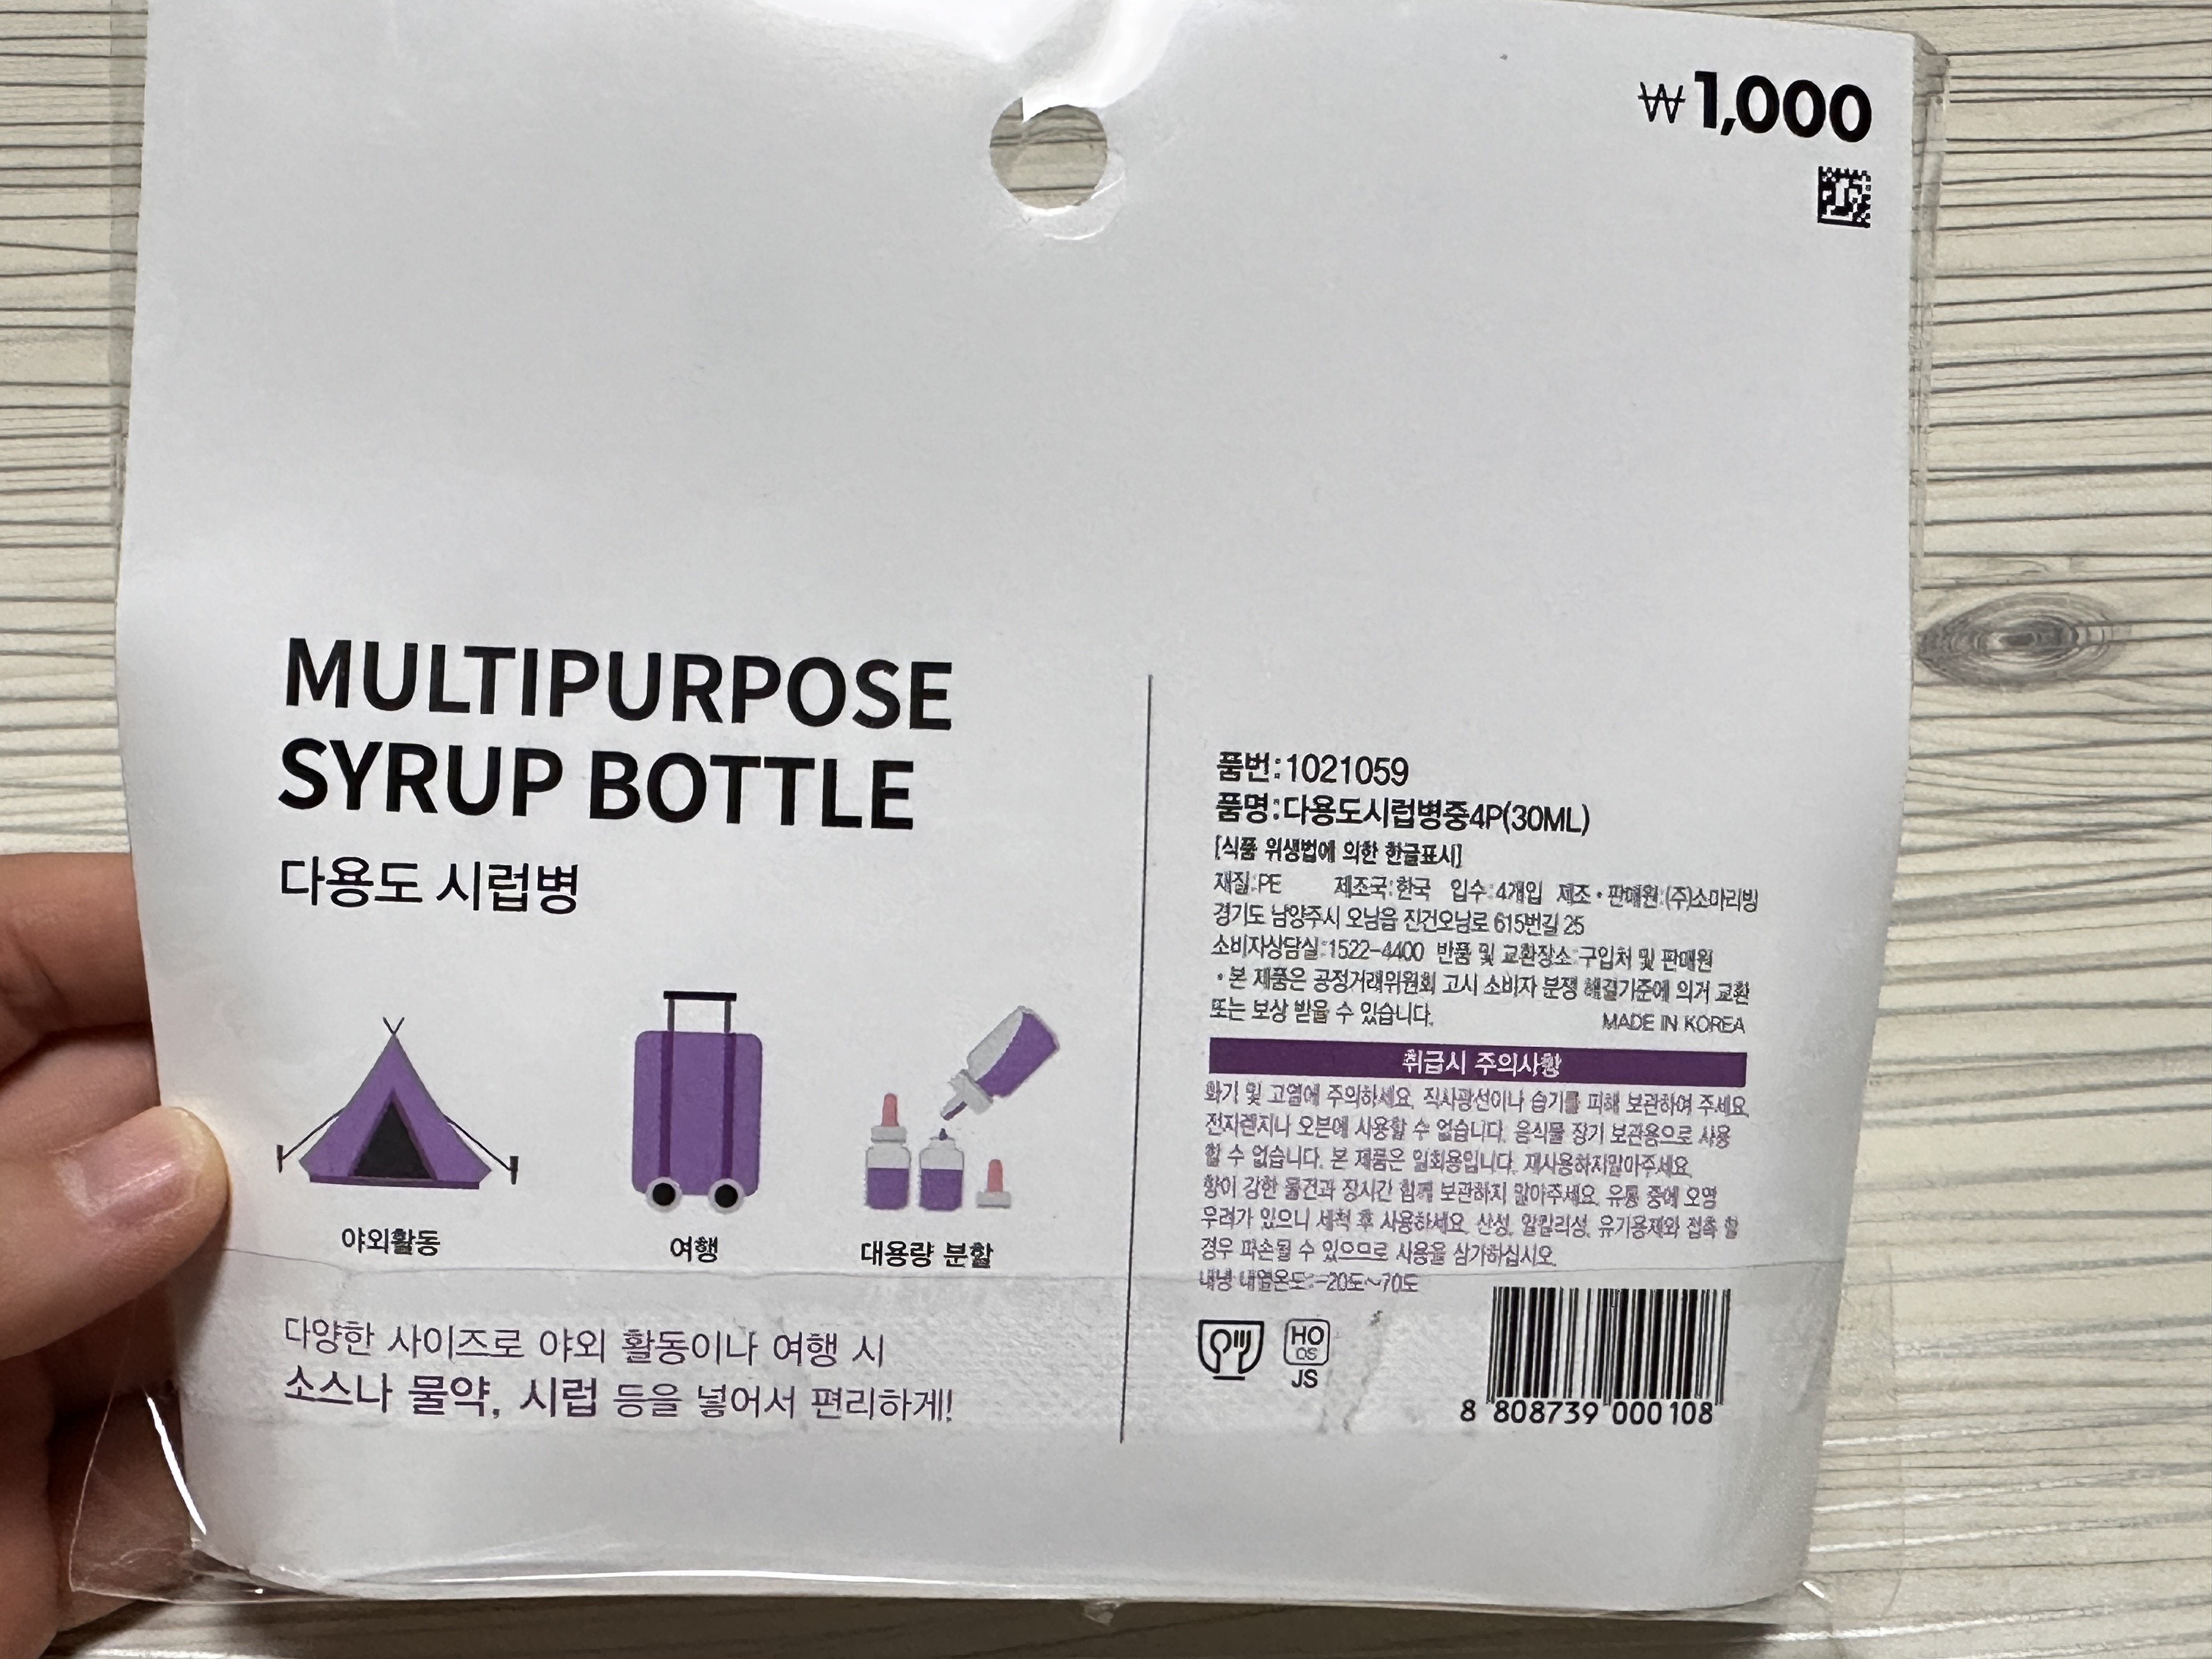 ₩1,000
MULTIPURPOSE
SYRUP BOTTLE
다용도 시럽병
야외활동
여행
대용량 분할
다양한 사이즈로 야외 활동이나 여행 시
소스나 물약, 시럽 등을 넣어서 편리하게!
품번:1021059
품명:다용도시럽병중4P(30ML)
[식품 위생법에 의한 한글표시]
재질:PE 제조국:한국 입수:4개입 제조•판매원:(주)소마리빙
경기도 남양주시 오남읍 진건오남로 615번길 25
소비자상담실:1522-4400 반품 및 교환장소:구입처 및 판매원
•본 제품은 공정거래위원회 고시 소비자 분쟁 해결기준에 의거 교환
또는 보상 받을 수 있습니다.
MADE IN KOREA
취급시 주의사항
화기 및 고열에 주의하세요. 직사광선이나 습기를 피해 보관하여 주세요.
전자렌지나 오븐에 사용할 수 없습니다. 음식물 장기 보관용으로 사용
할 수 없습니다. 본 제품은 일회용입니다. 재사용하지말아주세요.
향이 강한 물건과 장시간 함께 보관하지 말아주세요. 유통 중에 오염
우려가 있으니 세척 후 사용하세요. 산성, 알칼리성, 유기용제와 접촉 할
경우 파손될 수 있으므로 사용을 삼가하십시오.
내냉 내열온도:-20도~70도
HO
OS
JS
8 808739 000108